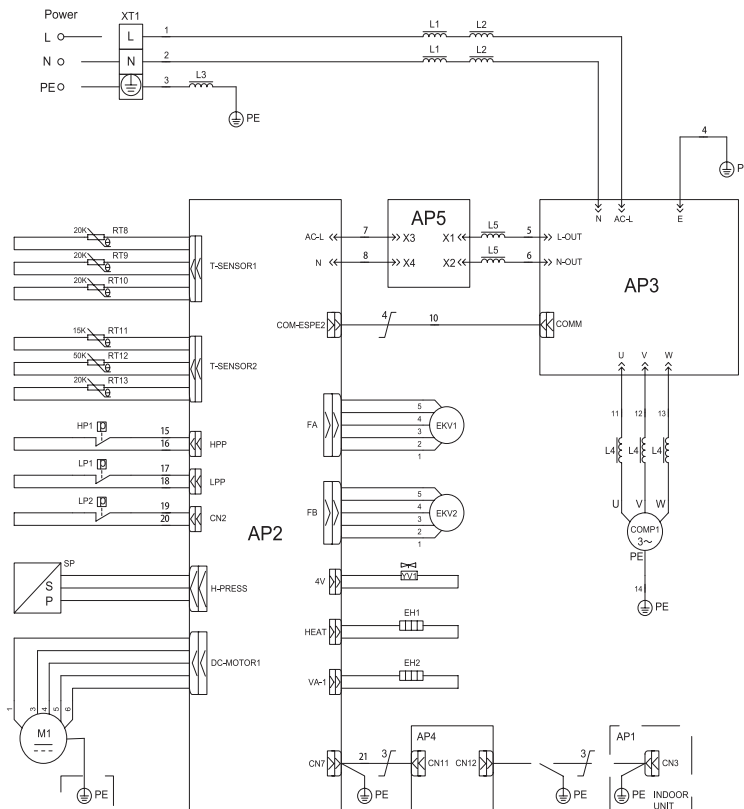 Power XT1
L L 1 L1 L2
N N 2 L1 L2
PE 3 L3
PE
4
P
N AC-L E
AP5
AP3
20K RT8
20K RT9
20K RT10
T-SENSOR1
AC-L 7 X3 X1 L5 5 L-OUT
N 8 X4 X2 L5 6 N-OUT
COM-ESPE2 4 10 COMM
15K RT11
50K RT12
20K RT13
T-SENSOR2
U V W
11 12 13
L4 L4 L4
U V W
COMP1
3~
PE
14
PE
FA
5
4
3
2
1
EKV1
HP1 P 15
16
HPP
LP1 P 17
18
LPP
LP2 P 19
20
CN2
AP2
FB
5
4
3
2
1
EKV2
SP
S
P
H-PRESS
4V YV1
HEAT EH1
VA-1 EH2
DC-MOTOR1
1 3 4 5 6
M1
PE
CN7 21 3
PE
AP4
CN11 CN12
PE
3
AP1
CN3
PE
INDOOR
UNIT